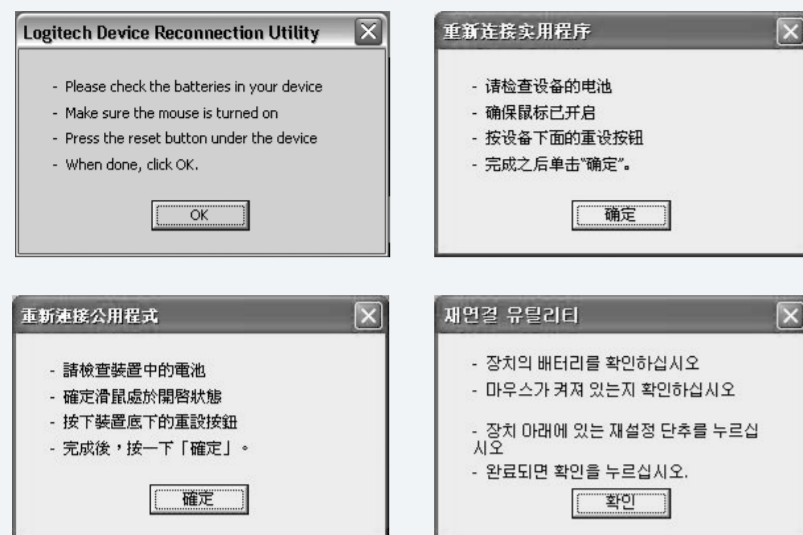 Logitech Device Reconnection Utility
- Please check the batteries in your device
- Make sure the mouse is turned on
- Press the reset button under the device
- When done, click OK.
OK
重新连接实用程序
- 请检查设备的电池
- 确保鼠标已开启
- 按设备下面的重设按钮
- 完成之后单击"确定"。
确定
重新連接公用程式
- 請檢查裝置中的電池
- 確定滑鼠處於開啓狀態
- 按下裝置底下的重設按鈕
- 完成後，按一下「確定」。
確定
재연결 유틸리티
- 장치의 배터리를 확인하십시오
- 마우스가 켜져 있는지 확인하십시오
- 장치 아래에 있는 재설정 단추를 누르십
시오
- 완료되면 확인을 누르십시오.
확인